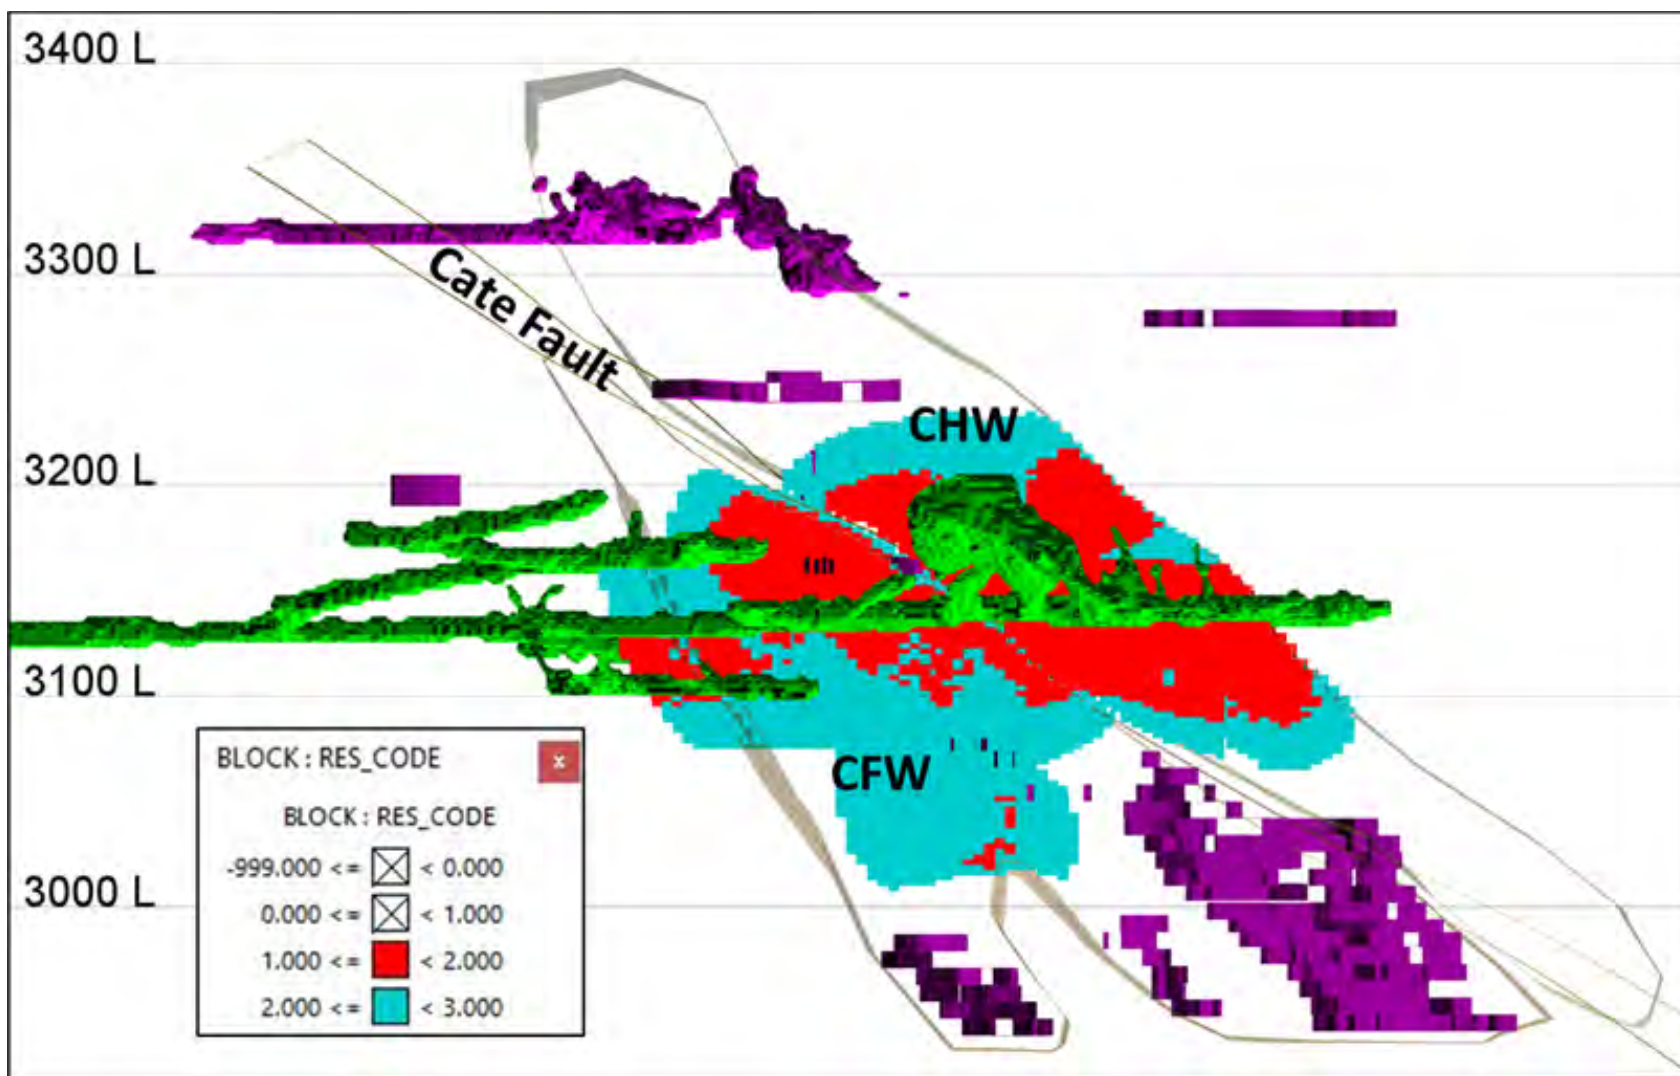 3400 L
3300 L
Cate Fault
CHW
3200 L
3100 L
CFW
BLOCK : RES_CODE x
BLOCK : RES_CODE
-999.000 <= < 0.000
0.000 <= < 1.000
1.000 <= < 2.000
2.000 <= < 3.000
3000 L